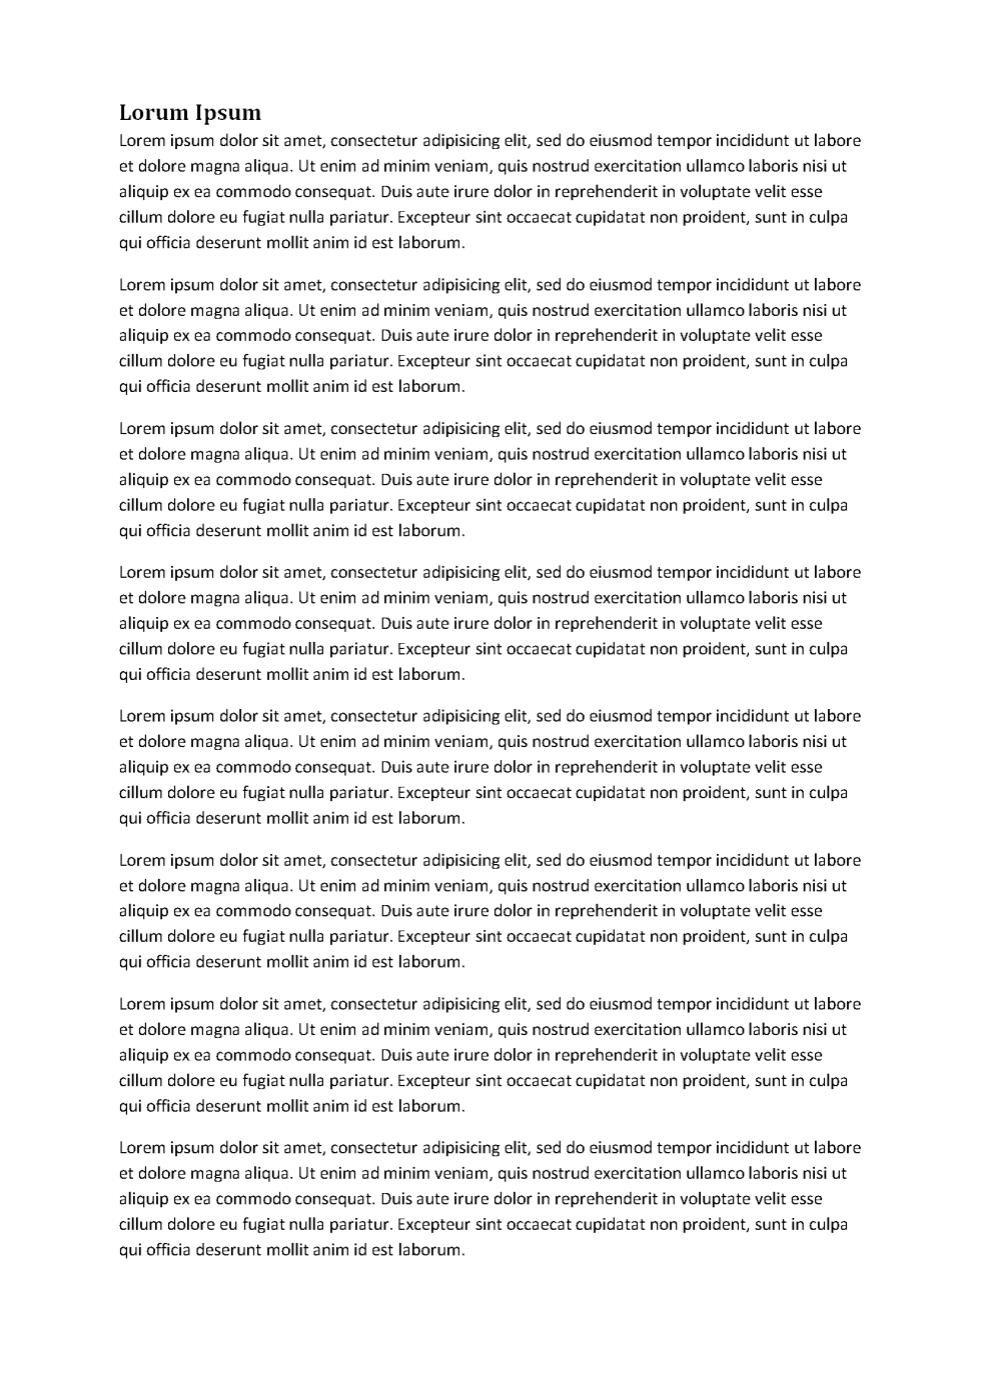 Lorum Ipsum
Lorem ipsum dolor sit amet, consectetur adipisicing elit, sed do eiusmod tempor incididunt ut labore
et dolore magna aliqua. Ut enim ad minim veniam, quis nostrud exercitation ullamco laboris nisi ut
aliquip ex ea commodo consequat. Duis aute irure dolor in reprehenderit in voluptate velit esse
cillum dolore eu fugiat nulla pariatur. Excepteur sint occaecat cupidatat non proident, sunt in culpa
qui officia deserunt mollit anim id est laborum.
Lorem ipsum dolor sit amet, consectetur adipisicing elit, sed do eiusmod tempor incididunt ut labore
et dolore magna aliqua. Ut enim ad minim veniam, quis nostrud exercitation ullamco laboris nisi ut
aliquip ex ea commodo consequat. Duis aute irure dolor in reprehenderit in voluptate velit esse
cillum dolore eu fugiat nulla pariatur. Excepteur sint occaecat cupidatat non proident, sunt in culpa
qui officia deserunt mollit anim id est laborum.
Lorem ipsum dolor sit amet, consectetur adipisicing elit, sed do eiusmod tempor incididunt ut labore
et dolore magna aliqua. Ut enim ad minim veniam, quis nostrud exercitation ullamco laboris nisi ut
aliquip ex ea commodo consequat. Duis aute irure dolor in reprehenderit in voluptate velit esse
cillum dolore eu fugiat nulla pariatur. Excepteur sint occaecat cupidatat non proident, sunt in culpa
qui officia deserunt mollit anim id est laborum.
Lorem ipsum dolor sit amet, consectetur adipisicing elit, sed do eiusmod tempor incididunt ut labore
et dolore magna aliqua. Ut enim ad minim veniam, quis nostrud exercitation ullamco laboris nisi ut
aliquip ex ea commodo consequat. Duis aute irure dolor in reprehenderit in voluptate velit esse
cillum dolore eu fugiat nulla pariatur. Excepteur sint occaecat cupidatat non proident, sunt in culpa
qui officia deserunt mollit anim id est laborum.
Lorem ipsum dolor sit amet, consectetur adipisicing elit, sed do eiusmod tempor incididunt ut labore
et dolore magna aliqua. Ut enim ad minim veniam, quis nostrud exercitation ullamco laboris nisi ut
aliquip ex ea commodo consequat. Duis aute irure dolor in reprehenderit in voluptate velit esse
cillum dolore eu fugiat nulla pariatur. Excepteur sint occaecat cupidatat non proident, sunt in culpa
qui officia deserunt mollit anim id est laborum.
Lorem ipsum dolor sit amet, consectetur adipisicing elit, sed do eiusmod tempor incididunt ut labore
et dolore magna aliqua. Ut enim ad minim veniam, quis nostrud exercitation ullamco laboris nisi ut
aliquip ex ea commodo consequat. Duis aute irure dolor in reprehenderit in voluptate velit esse
cillum dolore eu fugiat nulla pariatur. Excepteur sint occaecat cupidatat non proident, sunt in culpa
qui officia deserunt mollit anim id est laborum.
Lorem ipsum dolor sit amet, consectetur adipisicing elit, sed do eiusmod tempor incididunt ut labore
et dolore magna aliqua. Ut enim ad minim veniam, quis nostrud exercitation ullamco laboris nisi ut
aliquip ex ea commodo consequat. Duis aute irure dolor in reprehenderit in voluptate velit esse
cillum dolore eu fugiat nulla pariatur. Excepteur sint occaecat cupidatat non proident, sunt in culpa
qui officia deserunt mollit anim id est laborum.
Lorem ipsum dolor sit amet, consectetur adipisicing elit, sed do eiusmod tempor incididunt ut labore
et dolore magna aliqua. Ut enim ad minim veniam, quis nostrud exercitation ullamco laboris nisi ut
aliquip ex ea commodo consequat. Duis aute irure dolor in reprehenderit in voluptate velit esse
cillum dolore eu fugiat nulla pariatur. Excepteur sint occaecat cupidatat non proident, sunt in culpa
qui officia deserunt mollit anim id est laborum.